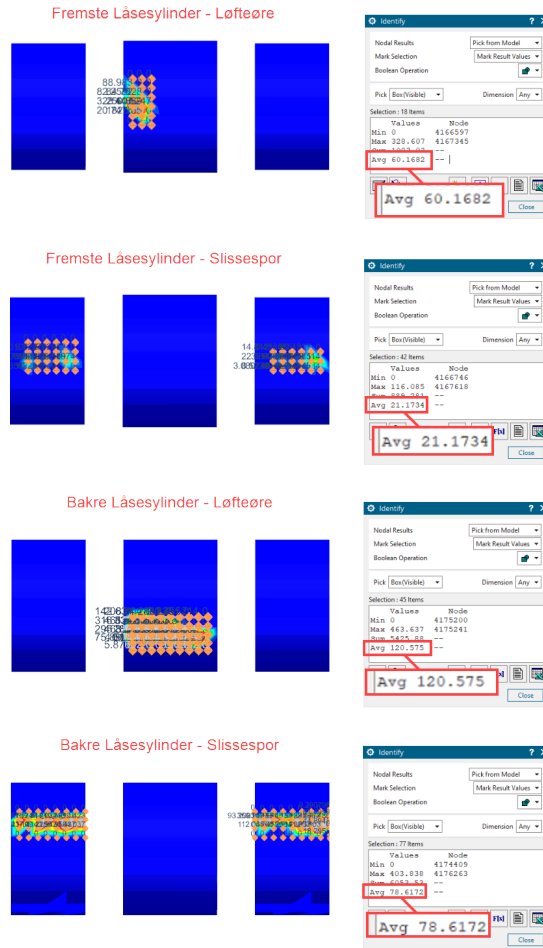 Fremste Låsesylinder - Løfteøre
Identify
Nodal Results Pick from Model
Mark Selection Mark Result Values
Boolean Operation
Pick Box(Visible) Dimension Any
Selection : 18 Items
Values Node
Min 0 4166597
Max 328.607 4167345
Avg 60.1682 --
Avg 60.1682
Close
Fremste Låsesylinder - Slissespor
Identify
Nodal Results Pick from Model
Mark Selection Mark Result Values
Boolean Operation
Pick Box(Visible) Dimension Any
Selection : 42 Items
Values Node
Min 0 4166746
Max 116.085 4167618
Avg 21.1734 --
Avg 21.1734
Close
Bakre Låsesylinder - Løfteøre
Identify
Nodal Results Pick from Model
Mark Selection Mark Result Values
Boolean Operation
Pick Box(Visible) Dimension Any
Selection : 45 Items
Values Node
Min 0 4175200
Max 463.637 4175241
Sum 5425.88 --
Avg 120.575 --
Avg 120.575
Close
Bakre Låsesylinder - Slissespor
Identify
Nodal Results Pick from Model
Mark Selection Mark Result Values
Boolean Operation
Pick Box(Visible) Dimension Any
Selection : 77 Items
Values Node
Min 0 4174409
Max 403.838 4176263
Avg 78.6172 --
Avg 78.6172
Close